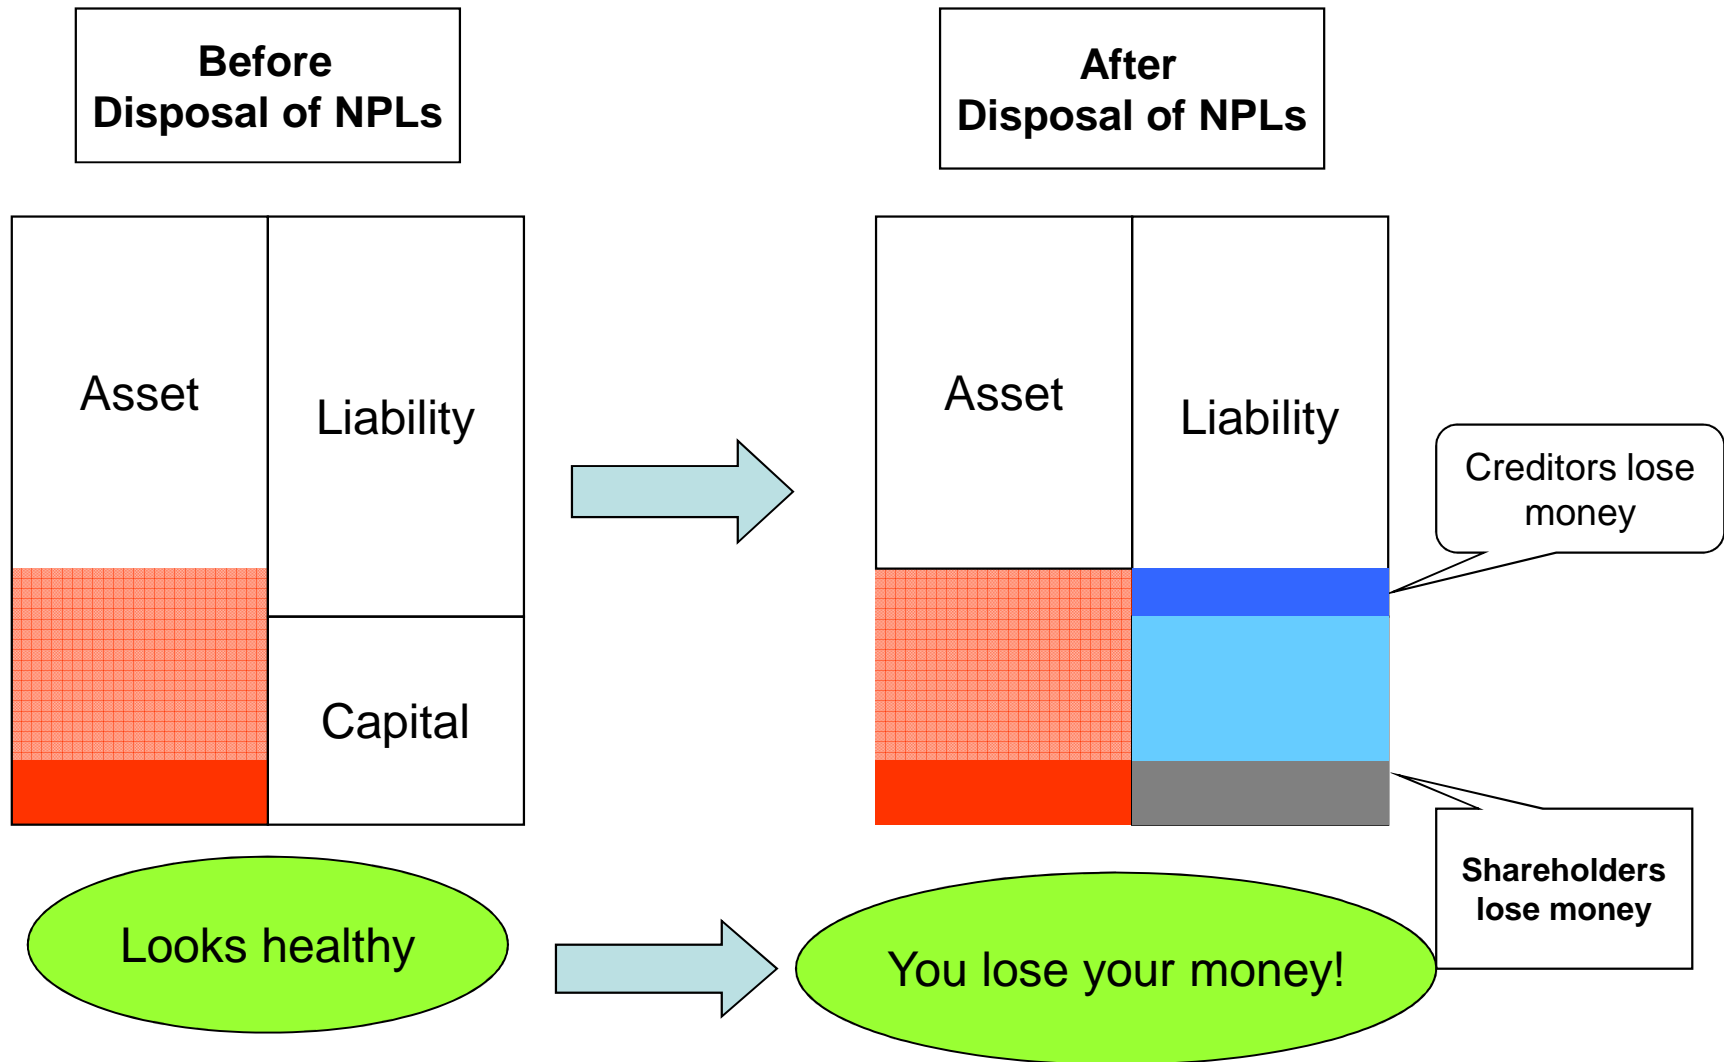 Before
Disposal of NPLs
After
Disposal of NPLs
Asset
Liability
Capital
Asset
Liability
Creditors lose
money
Shareholders
lose money
Looks healthy
You lose your money!